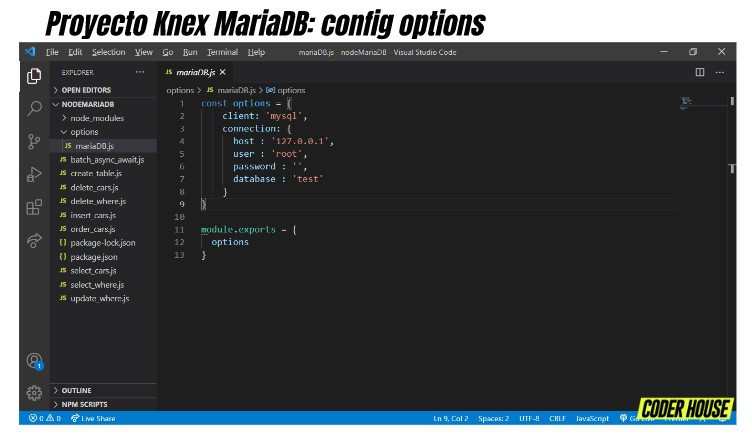 Proyecto Knex MariaDB: config options
File Edit Selection View Go Run Terminal Help
mariaDB.js - nodeMariaDB - Visual Studio Code
EXPLORER
OPEN EDITORS
NODEMARIADB
node_modules
options
JS mariaDB.js
JS batch_async_await.js
JS create_table.js
JS delete_cars.js
JS delete_where.js
JS insert_cars.js
JS order_cars.js
{} package-lock.json
{} package.json
JS select_cars.js
JS select_where.js
JS update_where.js
OUTLINE
NPM SCRIPTS
JS mariaDB.js
options > JS mariaDB.js > options
1 const options = {
2 client: 'mysql',
3 connection: {
4 host : '127.0.0.1',
5 user : 'root',
6 password : '',
7 database : 'test'
8 }
9 }
10
11 module.exports = {
12 options
13 }
1
0 0 Live Share
Ln 9, Col 2 Spaces: 2 UTF-8 CRLF JavaScript
CODER HOUSE